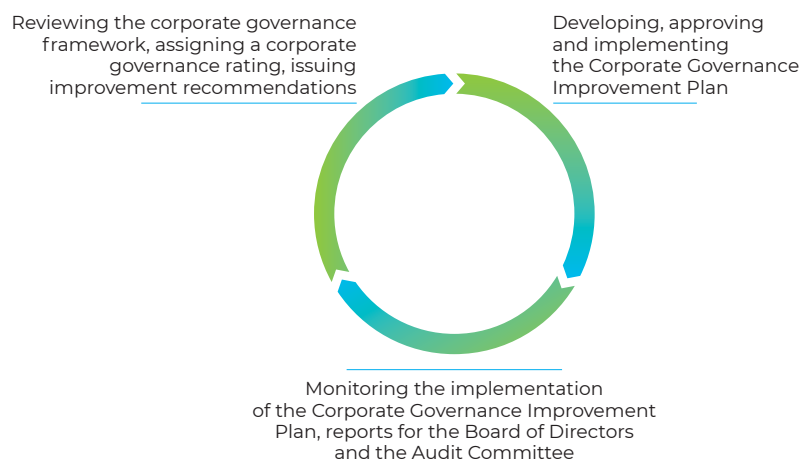 Reviewing the corporate governance
framework, assigning a corporate
governance rating, issuing
improvement recommendations
Developing, approving
and implementing
the Corporate Governance
Improvement Plan
Monitoring the implementation
of the Corporate Governance Improvement
Plan, reports for the Board of Directors
and the Audit Committee